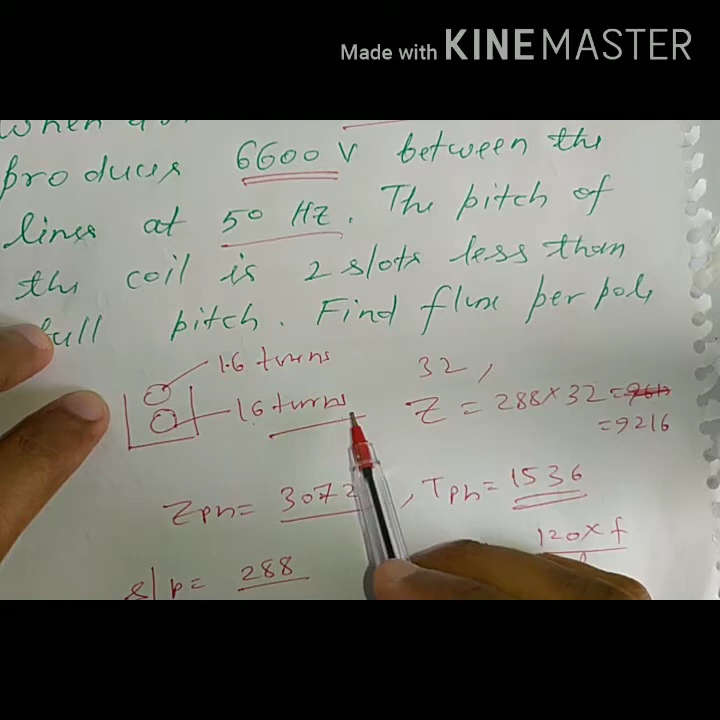 Made with KINEMASTER
When
produces 6600 V between the
lines at 50 HZ. The pitch of
the coil is 2 slots less than
full pitch. Find flux per pole
16 turns
16 turns
32,
Z = 288×32 =
=9216
Zph= 3072, Tph= 1536
120×f
s/p= 288